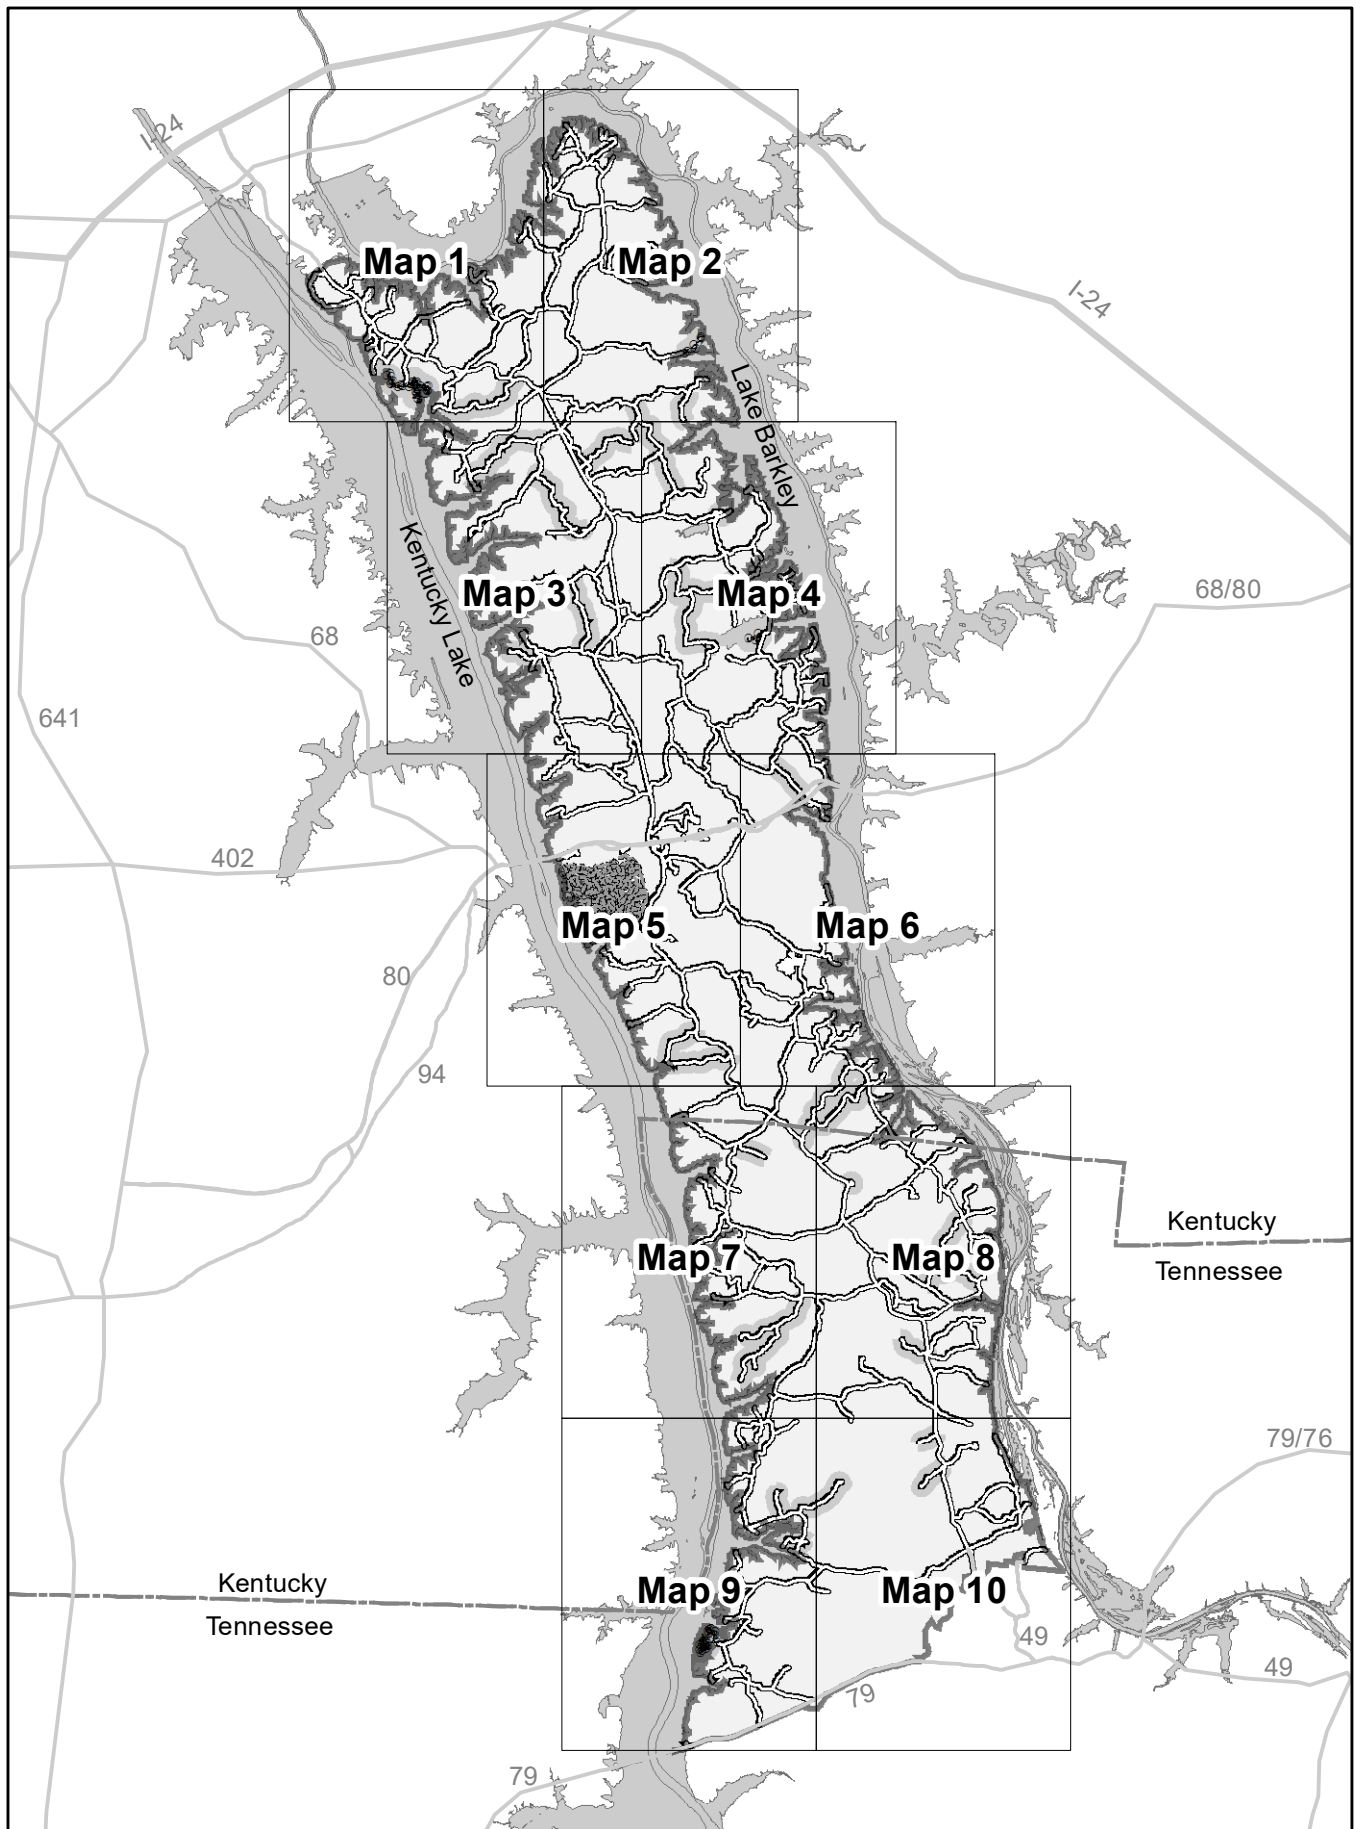 I-24
Map 1
Map 2
I-24
Lake Barkley
Kentucky Lake
Map 3
Map 4
68/80
68
641
402
Map 5
Map 6
80
94
Kentucky
Tennessee
Map 7
Map 8
79/76
Kentucky
Tennessee
Map 9
Map 10
49
49
79
79